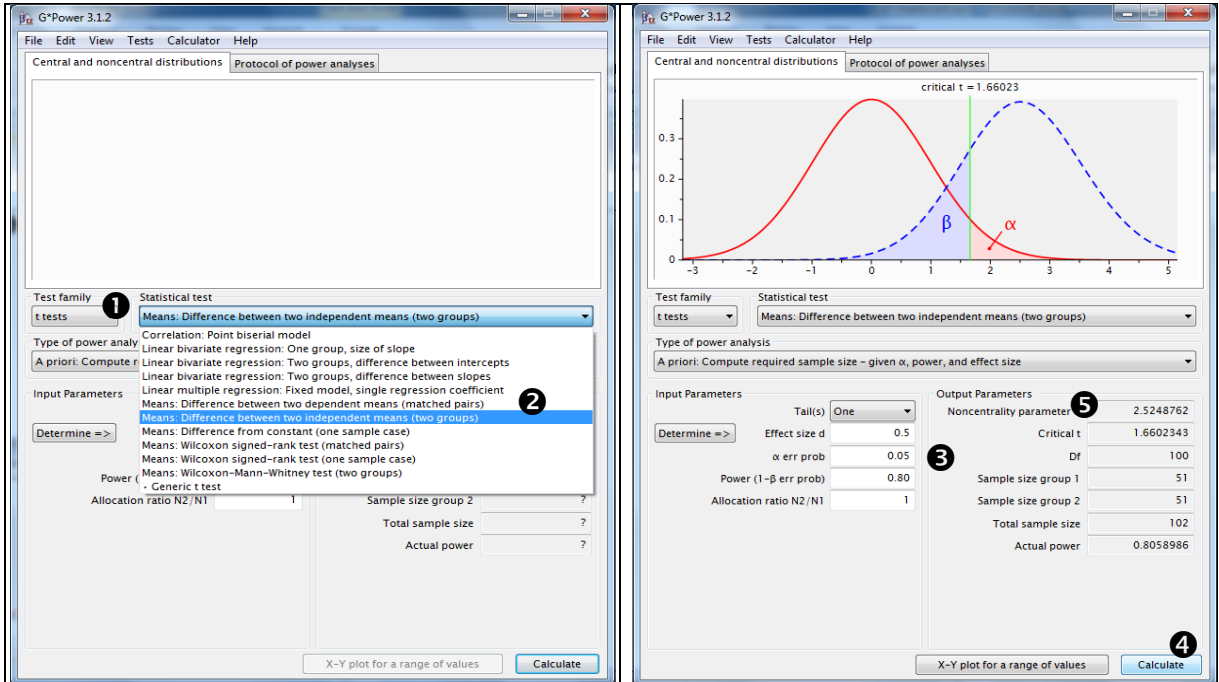 G*Power 3.1.2
File Edit View Tests Calculator Help
Central and noncentral distributions Protocol of power analyses
Test family ❶ Statistical test
t tests Means: Difference between two independent means (two groups)
Correlation: Point biserial model
Type of power analy Linear bivariate regression: One group, size of slope
Linear bivariate regression: Two groups, difference between intercepts
A priori: Compute r Linear bivariate regression: Two groups, difference between slopes
Linear multiple regression: Fixed model, single regression coefficient
Input Parameters Means: Difference between two dependent means (matched pairs) ❷
Means: Difference between two independent means (two groups)
Determine => Means: Difference from constant (one sample case)
Means: Wilcoxon signed-rank test (matched pairs)
Means: Wilcoxon signed-rank test (one sample case)
Power ( Means: Wilcoxon-Mann-Whitney test (two groups)
Generic t test
Allocation ratio N2/N1 1 Sample size group 2 ?
Total sample size ?
Actual power ?
X-Y plot for a range of values Calculate
G*Power 3.1.2
File Edit View Tests Calculator Help
Central and noncentral distributions Protocol of power analyses
critical t = 1.66023
0.3
0.2
0.1
0
β α
-3 -2 -1 0 1 2 3 4 5
Test family Statistical test
t tests Means: Difference between two independent means (two groups)
Type of power analysis
A priori: Compute required sample size – given α, power, and effect size
Input Parameters Output Parameters
Tail(s) One Noncentrality parameter ❺ 2.5248762
Determine => Effect size d 0.5 Critical t 1.6602343
α err prob 0.05 ❸ Df 100
Power (1-β err prob) 0.80 Sample size group 1 51
Allocation ratio N2/N1 1 Sample size group 2 51
Total sample size 102
Actual power 0.8058986
❹
X-Y plot for a range of values Calculate